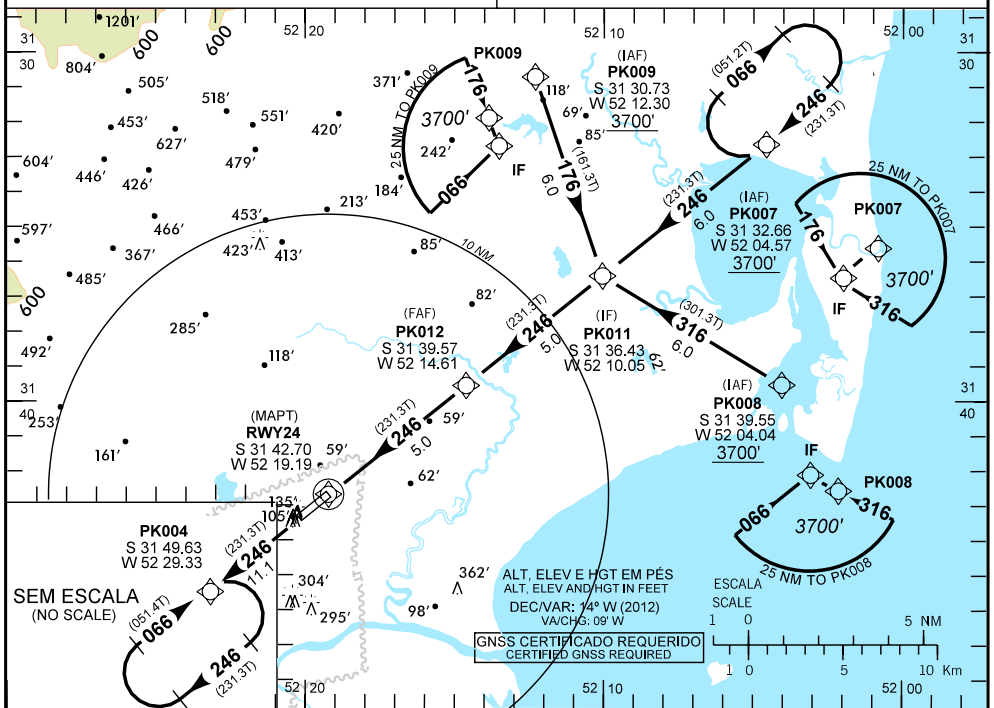 1201'
600
600
52 20
52 10
52 00
31
30
31
30
804'
505'
371'
PK009
(IAF)
PK009
S 31 30.73
W 52 12.30
3700'
118'
69'
85'
(051.2T)
066
246
(231.3T)
518'
453'
551'
420'
627'
479'
604'
446'
426'
25 NM TO PK009
176
3700'
242'
IF
066
184'
176
(161.3T)
6.0
(231.3T)
246
6.0
(IAF)
PK007
S 31 32.66
W 52 04.57
3700'
25 NM TO PK007
PK007
176
3700'
IF
316
597'
466'
453'
213'
367'
423'
413'
10 NM
85'
485'
600
285'
82'
492'
118'
(FAF)
PK012
S 31 39.57
W 52 14.61
(231.3T)
246
5.0
(IF)
PK011
S 31 36.43
W 52 10.05
62'
(301.3T)
316
6.0
(IAF)
PK008
S 31 39.55
W 52 04.04
3700'
31
40
31
40
253'
161'
(MAPT)
RWY24
S 31 42.70
W 52 19.19
59'
(231.3T)
246
5.0
59'
62'
IF
PK008
316
066
3700'
25 NM TO PK008
135'
105'
PK004
S 31 49.63
W 52 29.33
(231.3T)
246
11.1
SEM ESCALA
(NO SCALE)
(051.4T)
066
246
(231.3T)
304'
295'
362'
98'
ALT, ELEV E HGT EM PÉS
ALT, ELEV AND HGT IN FEET
DEC/VAR: 14º W (2012)
VA/CHG: 09' W
GNSS CERTIFICADO REQUERIDO
CERTIFIED GNSS REQUIRED
ESCALA
SCALE
1 0 5 NM
1 0 5 10 Km
52 20
52 10
52 00